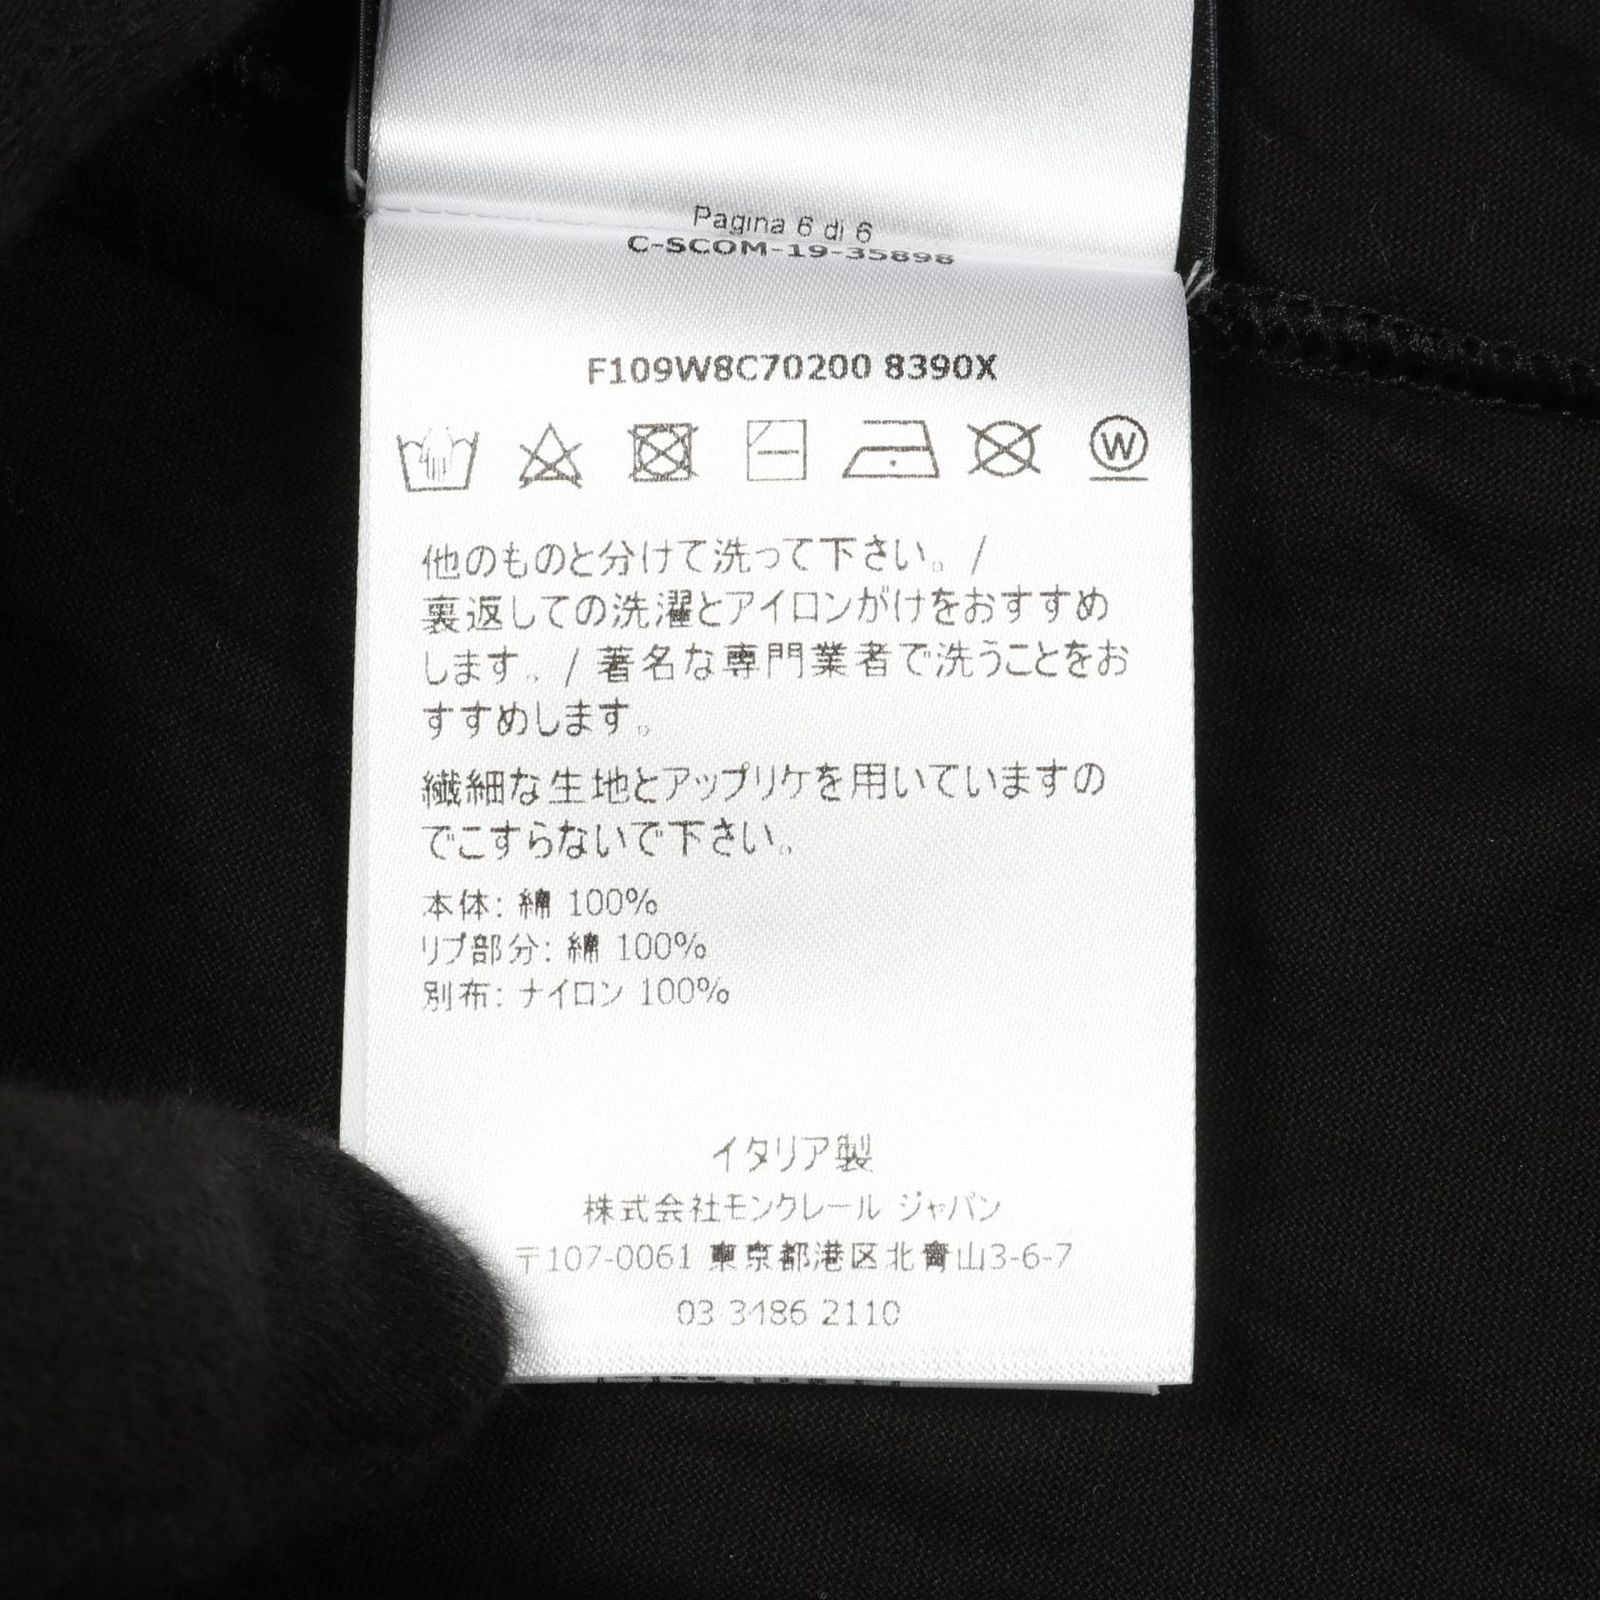 Pagina 6 di 6
C-SCOM-19-35898
F109W8C70200 8390X
W
他のものと分けて洗って下さい。/
裏返しての洗濯とアイロンがけをおすすめ
します。/ 著名な専門業者で洗うことをお
すすめします。
繊細な生地とアップリケを用いていますの
でこすらないで下さい。
本体: 綿 100%
リブ部分: 綿 100%
別布: ナイロン 100%
イタリア製
株式会社モンクレール ジャパン
〒107-0061 東京都港区北青山3-6-7
03 3486 2110